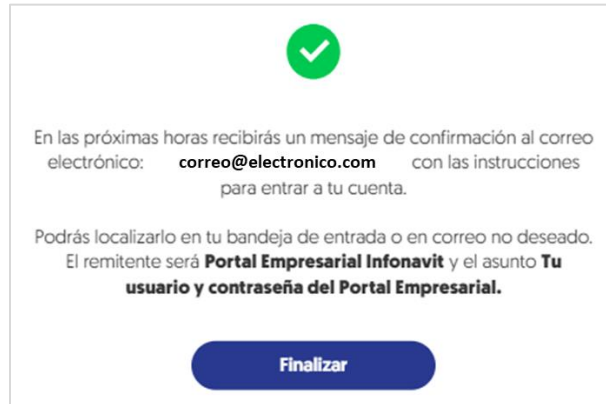 En las próximas horas recibirás un mensaje de confirmación al correo
electrónico: correo@electronico.com con las instrucciones
para entrar a tu cuenta.
Podrás localizarlo en tu bandeja de entrada o en correo no deseado.
El remitente será Portal Empresarial Infonavit y el asunto Tu
usuario y contraseña del Portal Empresarial.
Finalizar